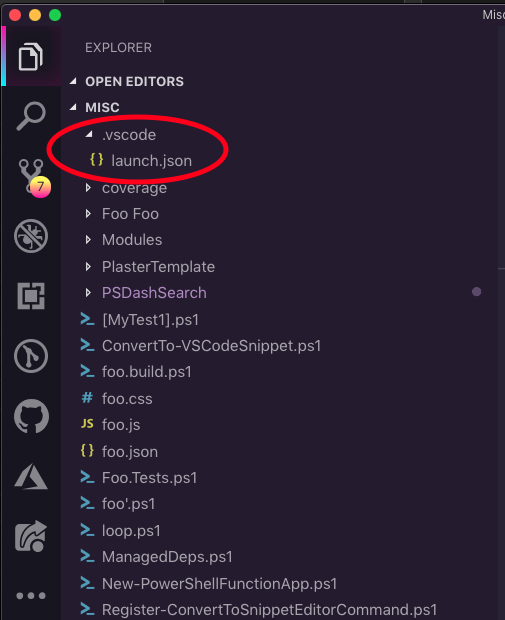 Misc
EXPLORER
OPEN EDITORS
MISC
.vscode
{} launch.json
7
coverage
Foo Foo
Modules
PlasterTemplate
PSDashSearch
[MyTest1].ps1
ConvertTo-VSCodeSnippet.ps1
foo.build.ps1
# foo.css
JS foo.js
{} foo.json
Foo.Tests.ps1
foo'.ps1
loop.ps1
ManagedDeps.ps1
New-PowerShellFunctionApp.ps1
Register-ConvertToSnippetEditorCommand.ps1